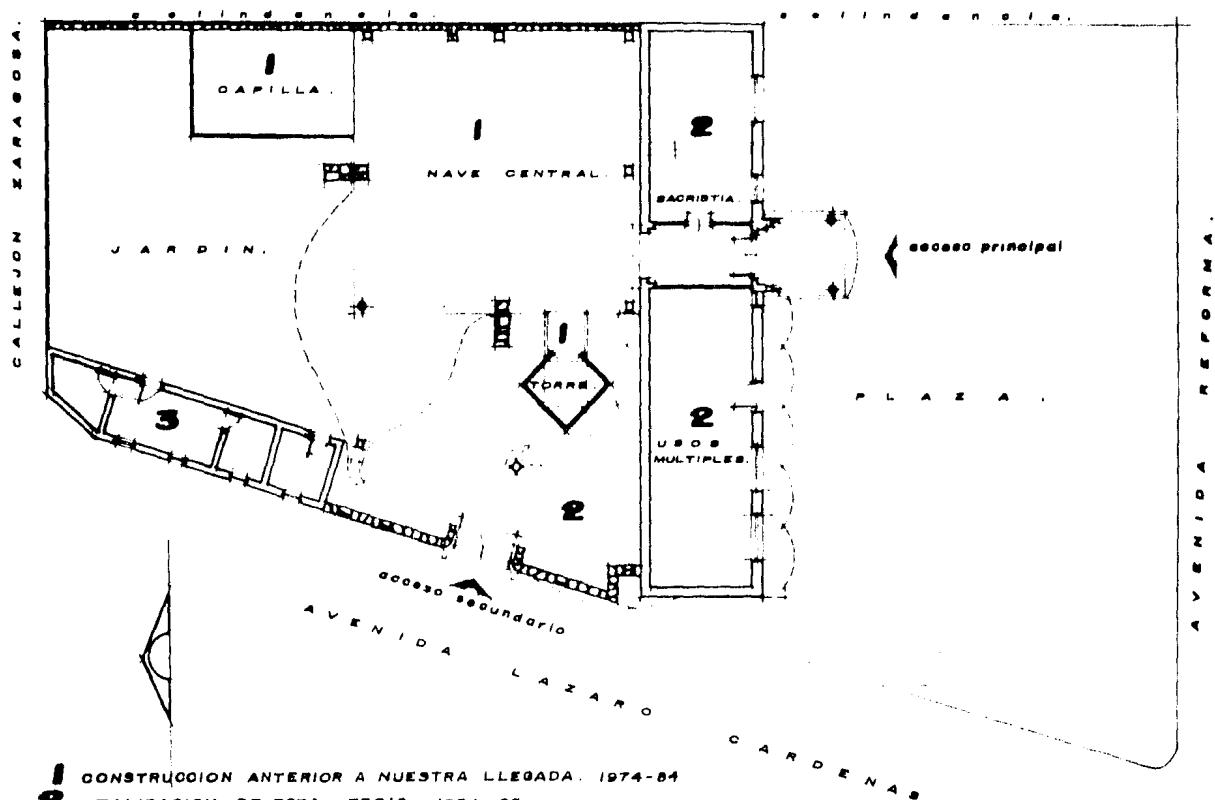 colindancia.
colindancia.
CALLEJON ZARAGOSA.
1
CAPILLA.
1
NAVE CENTRAL.
2
SACRISTIA.
JARDIN.
acceso principal
AVENIDA REFORMA.
1
TORRE.
PLAZA.
3
2
USOS
MULTIPLES.
2
acceso secundario
AVENIDA LAZARO CARDENAS
1 CONSTRUCCION ANTERIOR A NUESTRA LLEGADA. 1974-84